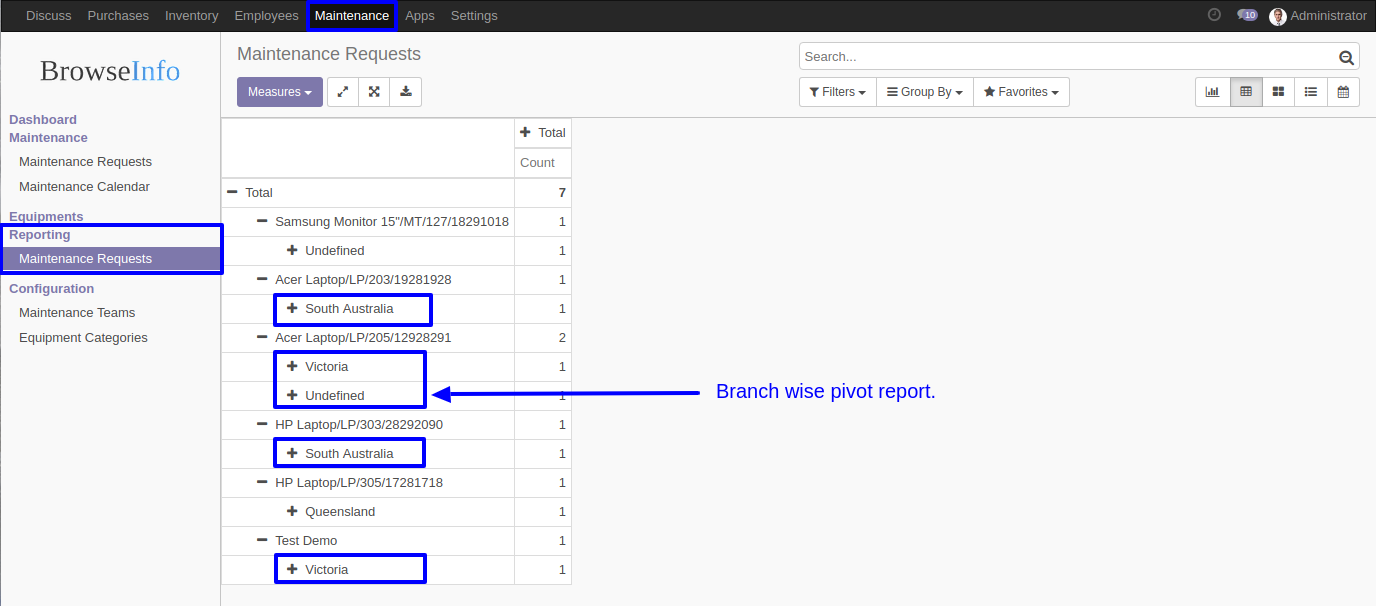 Discuss Purchases Inventory Employees Maintenance Apps Settings 10 Administrator
BrowseInfo
Dashboard
Maintenance
Maintenance Requests
Maintenance Calendar
Equipments
Reporting
Maintenance Requests
Configuration
Maintenance Teams
Equipment Categories
Maintenance Requests
Search...
Measures
Filters Group By Favorites
Total
Count
Total 7
Samsung Monitor 15"/MT/127/18291018 1
Undefined 1
Acer Laptop/LP/203/19281928 1
South Australia 1
Acer Laptop/LP/205/12928291 2
Victoria 1
Undefined 1
Branch wise pivot report.
HP Laptop/LP/303/28292090 1
South Australia 1
HP Laptop/LP/305/17281718 1
Queensland 1
Test Demo 1
Victoria 1